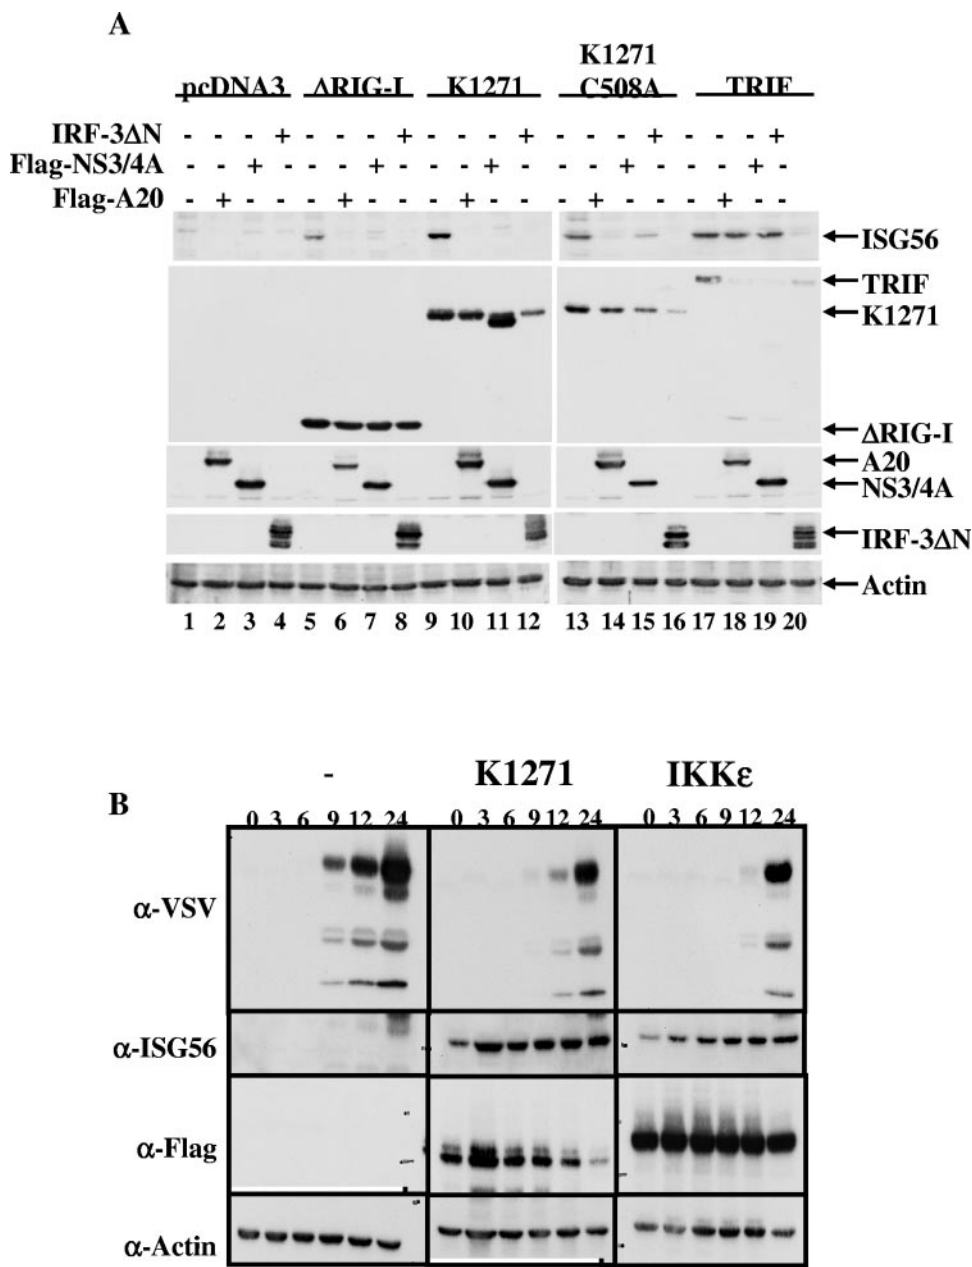 A
K1271
pcDNA3 ΔRIG-I K1271 C508A TRIF
IRF-3ΔN - - - + - - - + - - - + - - - + - - - +
Flag-NS3/4A - - + - - - + - - - + - - - + - - - + -
Flag-A20 - + - - - + - - - + - - - + - - - + - -
ISG56
TRIF
K1271
ΔRIG-I
A20
NS3/4A
IRF-3ΔN
Actin
1 2 3 4 5 6 7 8 9 10 11 12 13 14 15 16 17 18 19 20
- K1271 IKKε
B
0 3 6 9 12 24 0 3 6 9 12 24 0 3 6 9 12 24
α-VSV
α-ISG56
α-Flag
α-Actin